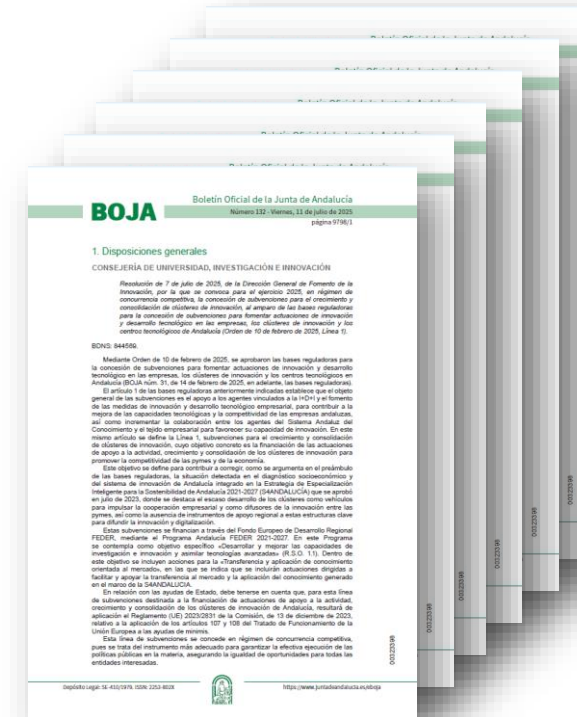 Boletín Oficial de la Junta de Andalucía
BOJA
Boletín Oficial de la Junta de Andalucía
Número 132 - Viernes, 11 de julio de 2025
página 9798/1
1. Disposiciones generales
CONSEJERÍA DE UNIVERSIDAD, INVESTIGACIÓN E INNOVACIÓN
Resolución de 7 de julio de 2025, de la Dirección General de Fomento de la
Innovación, por la que se convoca para el ejercicio 2025, en régimen de
concurrencia competitiva, la concesión de subvenciones para el crecimiento y
consolidación de clústeres de innovación, al amparo de las bases reguladoras
para la concesión de subvenciones para fomentar actuaciones de innovación
y desarrollo tecnológico en las empresas, los clústeres de innovación y los
centros tecnológicos de Andalucía (Orden de 10 de febrero de 2025, Línea 1).
BDNS: 844589.
Mediante Orden de 10 de febrero de 2025, se aprobaron las bases reguladoras para
la concesión de subvenciones para fomentar actuaciones de innovación y desarrollo
tecnológico en las empresas, los clústeres de innovación y los centros tecnológicos en
Andalucía (BOJA núm. 31, de 14 de febrero de 2025, en adelante, las bases reguladoras).
El artículo 1 de las bases reguladoras anteriormente indicadas establece que el objeto
general de las subvenciones es el apoyo a los agentes vinculados a la I+D+I y el fomento
de las medidas de innovación y desarrollo tecnológico empresarial, para contribuir a la
mejora de las capacidades tecnológicas y la competitividad de las empresas andaluzas,
así como incrementar la colaboración entre los agentes del Sistema Andaluz del
Conocimiento y el tejido empresarial para favorecer su capacidad de innovación. En este
mismo artículo se define la Línea 1, subvenciones para el crecimiento y consolidación
de clústeres de innovación, cuyo objetivo concreto es la financiación de las actuaciones
de apoyo a la actividad, crecimiento y consolidación de los clústeres de innovación para
promover la competitividad de las pymes y de la economía.
Este objetivo se define para contribuir a corregir, como se argumenta en el preámbulo
de las bases reguladoras, la situación detectada en el diagnóstico socioeconómico y
del sistema de innovación de Andalucía integrado en la Estrategia de Especialización
Inteligente para la Sostenibilidad de Andalucía 2021-2027 (S4ANDALUCÍA) que se aprobó
en julio de 2023, donde se destaca el escaso desarrollo de los clústeres como vehículos
para impulsar la cooperación empresarial y como difusores de la innovación entre las
pymes, así como la ausencia de instrumentos de apoyo regional a estas estructuras clave
para difundir la innovación y digitalización.
Estas subvenciones se financian a través del Fondo Europeo de Desarrollo Regional
FEDER, mediante el Programa Andalucía FEDER 2021-2027. En este Programa
se contempla como objetivo específico «Desarrollar y mejorar las capacidades de
investigación e innovación y asimilar tecnologías avanzadas» (R.S.O. 1.1). Dentro de
este objetivo se incluyen acciones para la «Transferencia y aplicación de conocimiento
orientada al mercado», en las que se indica que se incluirán actuaciones dirigidas a
facilitar y apoyar la transferencia al mercado y la aplicación del conocimiento generado
en el marco de la S4ANDALUCIA.
En relación con las ayudas de Estado, debe tenerse en cuenta que, para esta línea
de subvenciones destinada a la financiación de actuaciones de apoyo a la actividad,
crecimiento y consolidación de los clústeres de innovación de Andalucía, resultará de
aplicación el Reglamento (UE) 2023/2831 de la Comisión, de 13 de diciembre de 2023,
relativo a la aplicación de los artículos 107 y 108 del Tratado de Funcionamiento de la
Unión Europea a las ayudas de minimis.
Esta línea de subvenciones se concede en régimen de concurrencia competitiva,
pues se trata del instrumento más adecuado para garantizar la efectiva ejecución de las
políticas públicas en la materia, asegurando la igualdad de oportunidades para todas las
entidades interesadas.
00323398
00323398
00323398
00323398
00323398
00323398
Depósito Legal: SE-410/1979. ISSN: 2253-802X
https://www.juntadeandalucia.es/eboja